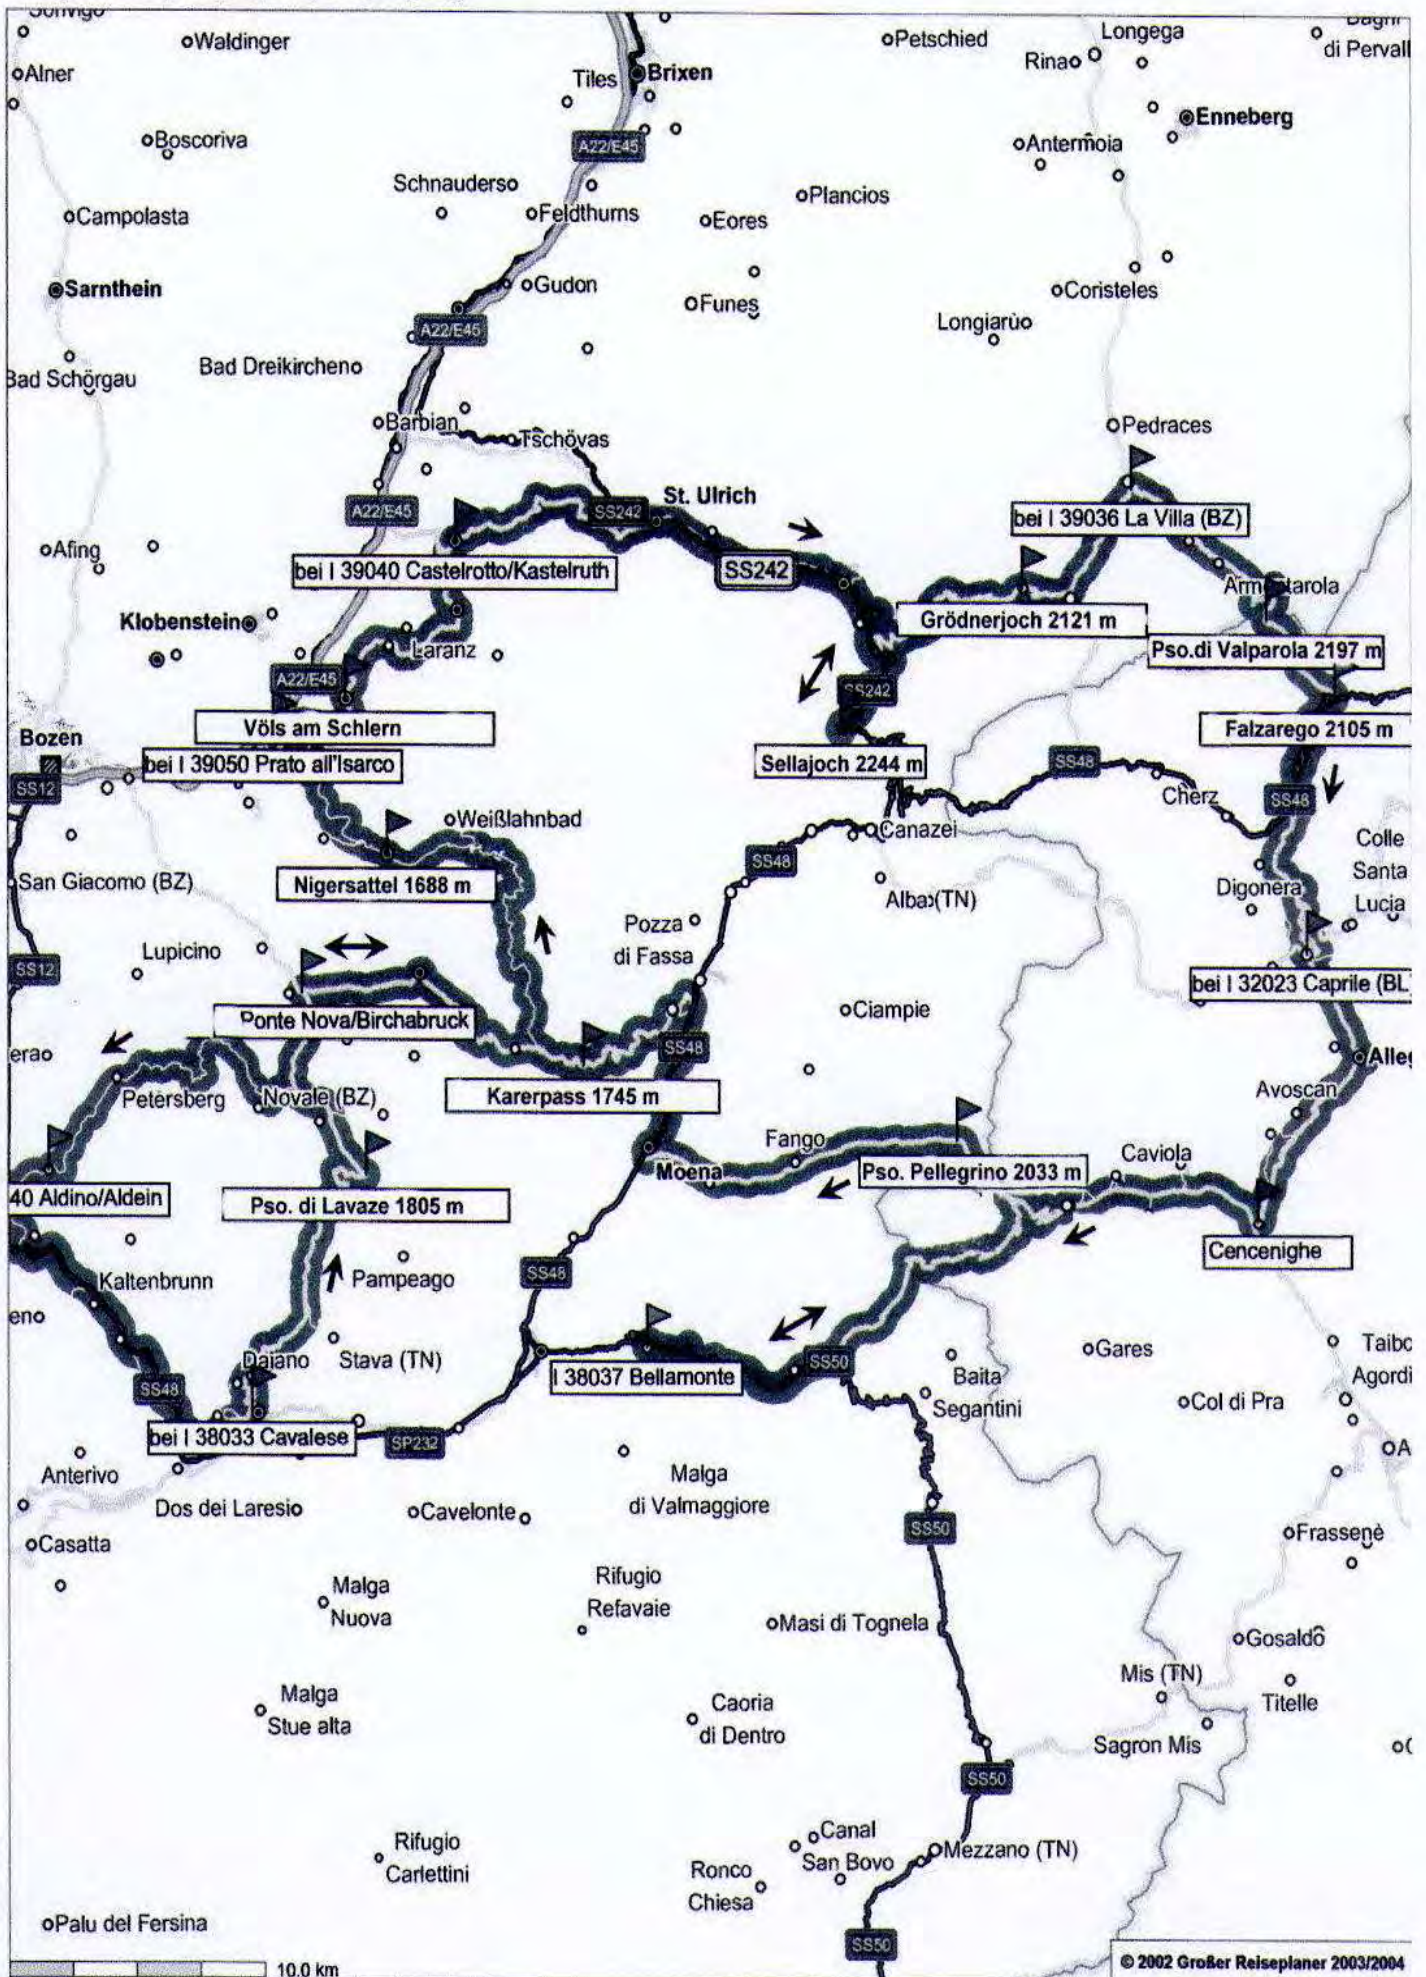 Waldinger
Petschied
Longega
di Pervall
Alner
Tiles
Brixen
Rina
Enneberg
Boscoriva
A22/E45
Antermoia
Schnauders
Plancios
Campolasta
Feldthurns
Eores
Sarnthein
Gudon
Funes
Coristeles
A22/E45
Longiarù
Bad Schörgau
Bad Dreikirchen
Barbian
Tschövas
Pedraces
St. Ulrich
A22/E45
SS242
bei I 39036 La Villa (BZ)
Afing
bei I 39040 Castelrotto/Kastelruth
SS242
Armentarola
Klobenstein
Grödnerjoch 2121 m
Laranz
Pso.di Valparola 2197 m
A22/E45
SS242
Völs am Schlern
Falzarego 2105 m
Bozen
bei I 39050 Prato all'Isarco
Sellajoch 2244 m
SS48
SS12
Cherz
SS48
Weißlahnbad
Canazei
Colle
Santa
Lucia
SS48
San Giacomo (BZ)
Nigersattel 1688 m
Alba (TN)
Digonera
Pozza
di Fassa
Lupicino
SS12
bei I 32023 Caprile (BL
Ponte Nova/Birchabruck
Ciampie
era
SS48
Alleg
Petersberg
Novale (BZ)
Karerpass 1745 m
Avoscan
Fango
Caviola
Moena
Pso. Pellegrino 2033 m
40 Aldino/Aldein
Pso. di Lavaze 1805 m
Cencenighe
Kaltenbrunn
Pampeago
SS48
eno
Daiano
Stava (TN)
Gares
Taibo
Agordi
SS48
I 38037 Bellamonte
SS50
Baita
Segantini
Col di Pra
bei I 38033 Cavalese
SP232
A
Anterivo
Malga
di Valmaggiore
Dos dei Laresi
Cavelonte
SS50
Frassenè
Casatta
Malga
Nuova
Rifugio
Refavaie
Masi di Tognela
Gosaldo
Mis (TN)
Titelle
Malga
Stue alta
Caoria
di Dentro
Sagron Mis
SS50
Rifugio
Carlettini
Canal
San Bovo
Mezzano (TN)
Ronco
Chiesa
Palu del Fersina
SS50
10.0 km
© 2002 Großer Reiseplaner 2003/2004